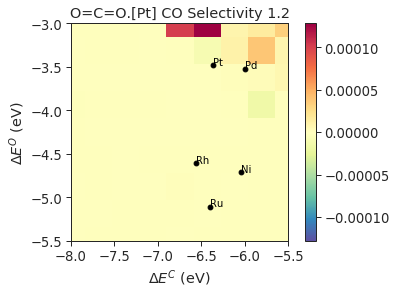 O=C=O.[Pt] CO Selectivity 1.2
−3.0
−3.5
−4.0
−4.5
−5.0
−5.5
ΔE^O (eV)
Pt
Pd
Rh
Ni
Ru
−8.0 −7.5 −7.0 −6.5 −6.0 −5.5
ΔE^C (eV)
0.00010
0.00005
0.00000
−0.00005
−0.00010